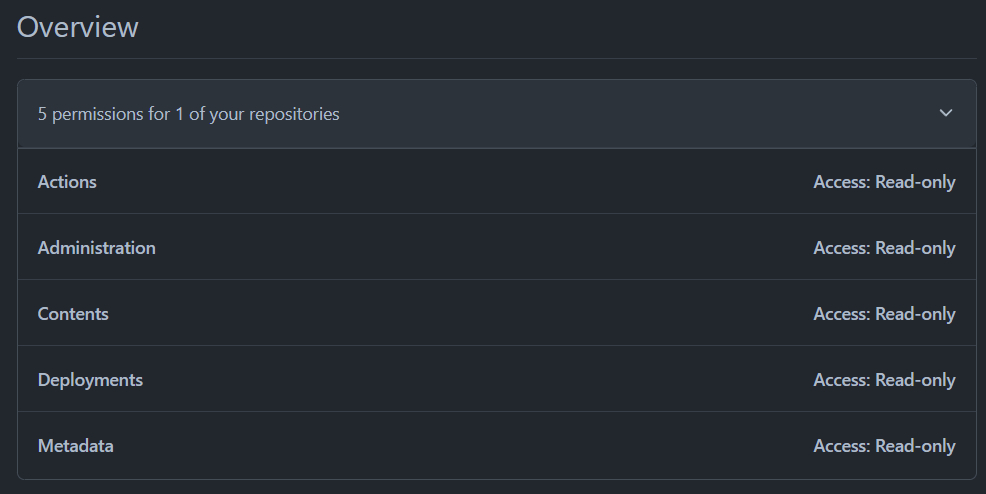 Overview
5 permissions for 1 of your repositories
Actions Access: Read-only
Administration Access: Read-only
Contents Access: Read-only
Deployments Access: Read-only
Metadata Access: Read-only